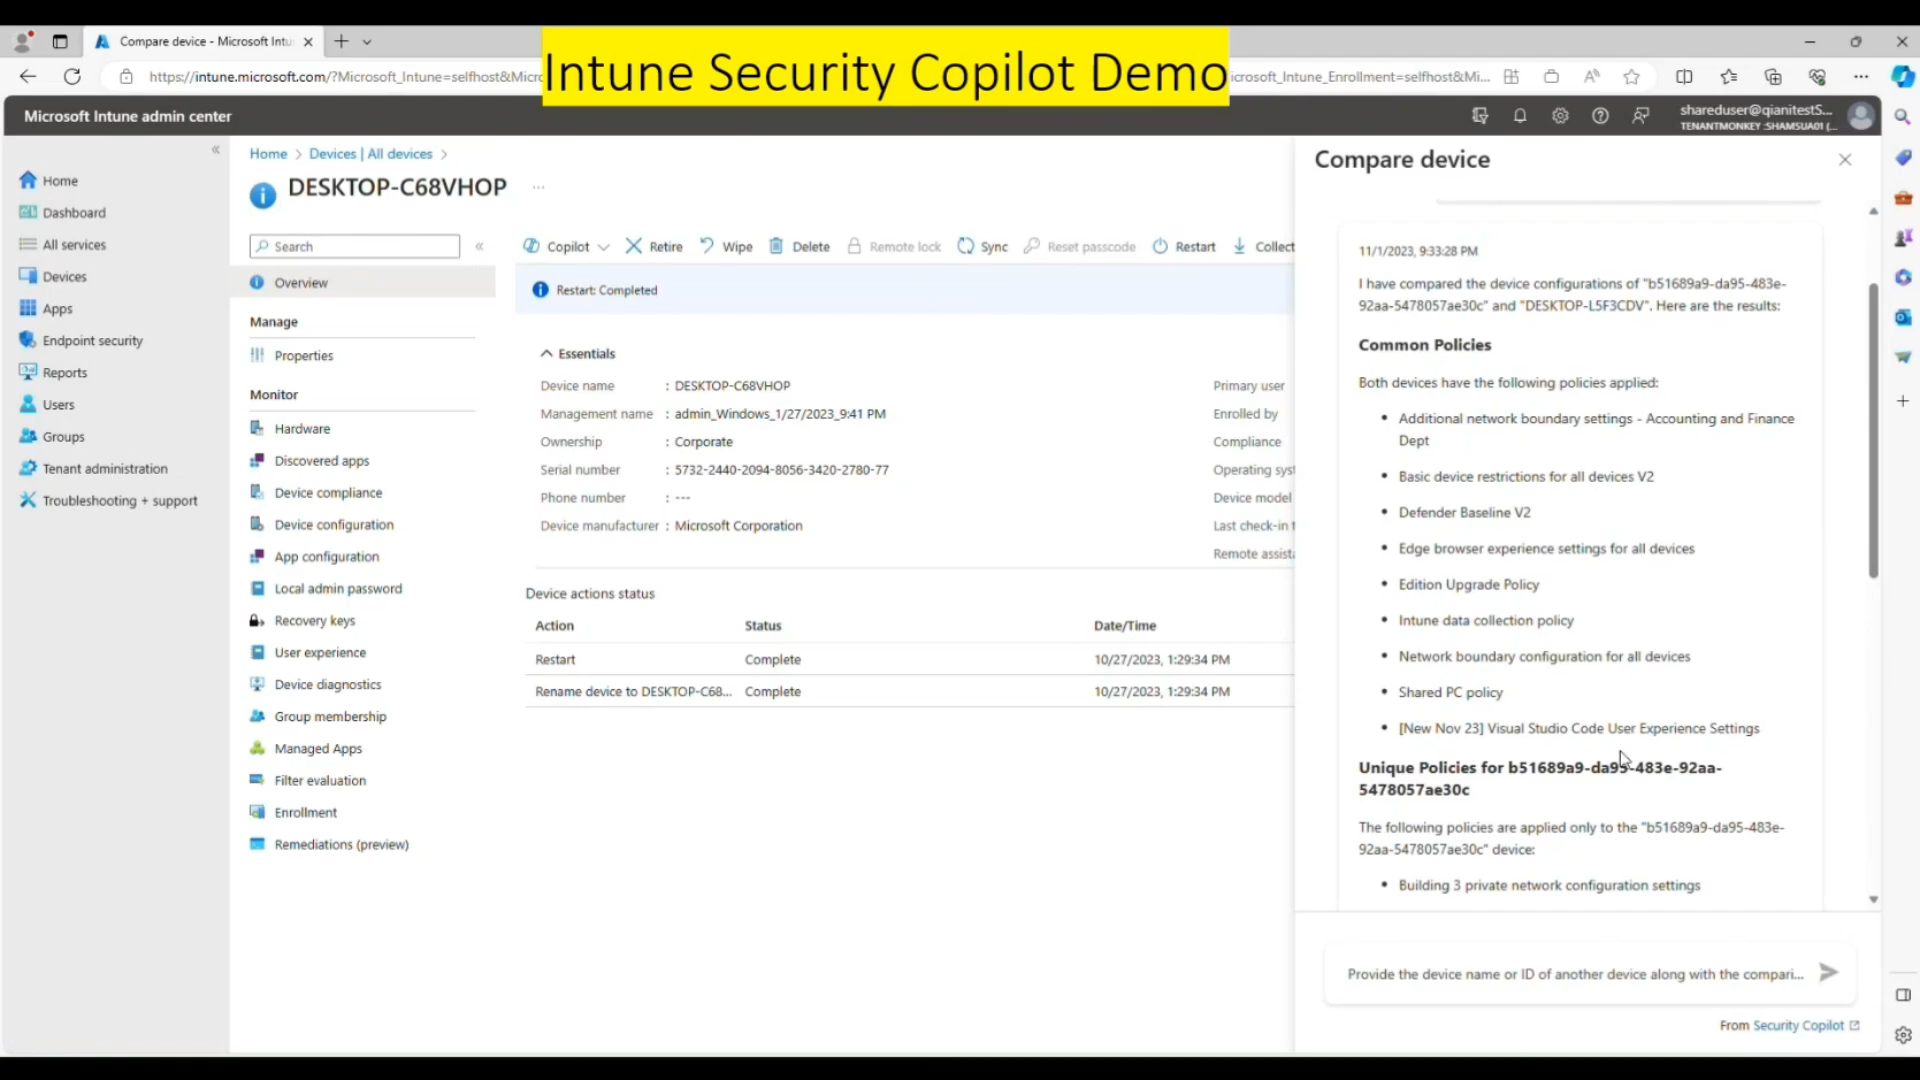 Compare device - Microsoft Intu
Intune Security Copilot Demo
https://intune.microsoft.com/?Microsoft_Intune=selfhost&Micro
icrosoft_Intune_Enrollment=selfhost&Mi...
Microsoft Intune admin center
shareduser@qianitestS...
TENANTMONKEY :SHAMSUA01 (...
Home
Dashboard
All services
Devices
Apps
Endpoint security
Reports
Users
Groups
Tenant administration
Troubleshooting + support
Home > Devices | All devices >
DESKTOP-C68VHOP ...
Search
Overview
Manage
Properties
Monitor
Hardware
Discovered apps
Device compliance
Device configuration
App configuration
Local admin password
Recovery keys
User experience
Device diagnostics
Group membership
Managed Apps
Filter evaluation
Enrollment
Remediations (preview)
Copilot Retire Wipe Delete Remote lock Sync Reset passcode Restart Collect
Restart: Completed
Essentials
Device name : DESKTOP-C68VHOP
Management name : admin_Windows_1/27/2023_9:41 PM
Ownership : Corporate
Serial number : 5732-2440-2094-8056-3420-2780-77
Phone number : ---
Device manufacturer : Microsoft Corporation
Primary user
Enrolled by
Compliance
Operating syst
Device model
Last check-in t
Remote assista
Device actions status
Action Status Date/Time
Restart Complete 10/27/2023, 1:29:34 PM
Rename device to DESKTOP-C68... Complete 10/27/2023, 1:29:34 PM
Compare device
11/1/2023, 9:33:28 PM
I have compared the device configurations of "b51689a9-da95-483e-
92aa-5478057ae30c" and "DESKTOP-L5F3CDV". Here are the results:
Common Policies
Both devices have the following policies applied:
• Additional network boundary settings - Accounting and Finance
Dept
• Basic device restrictions for all devices V2
• Defender Baseline V2
• Edge browser experience settings for all devices
• Edition Upgrade Policy
• Intune data collection policy
• Network boundary configuration for all devices
• Shared PC policy
• [New Nov 23] Visual Studio Code User Experience Settings
Unique Policies for b51689a9-da95-483e-92aa-
5478057ae30c
The following policies are applied only to the "b51689a9-da95-483e-
92aa-5478057ae30c" device:
• Building 3 private network configuration settings
Provide the device name or ID of another device along with the compari...
From Security Copilot